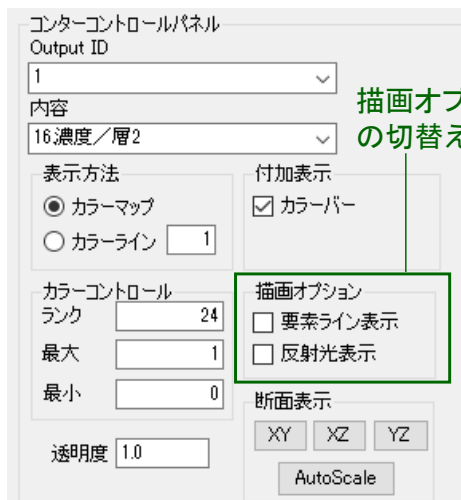 コンターコントロールパネル
Output ID
1
内容
16,濃度／層2
描画オプ
の切替え
表示方法
カラーマップ
カラーライン 1
付加表示
カラーバー
カラーコントロール
ランク 24
最大 1
最小 0
透明度 1.0
描画オプション
要素ライン表示
反射光表示
断面表示
XY XZ YZ
AutoScale